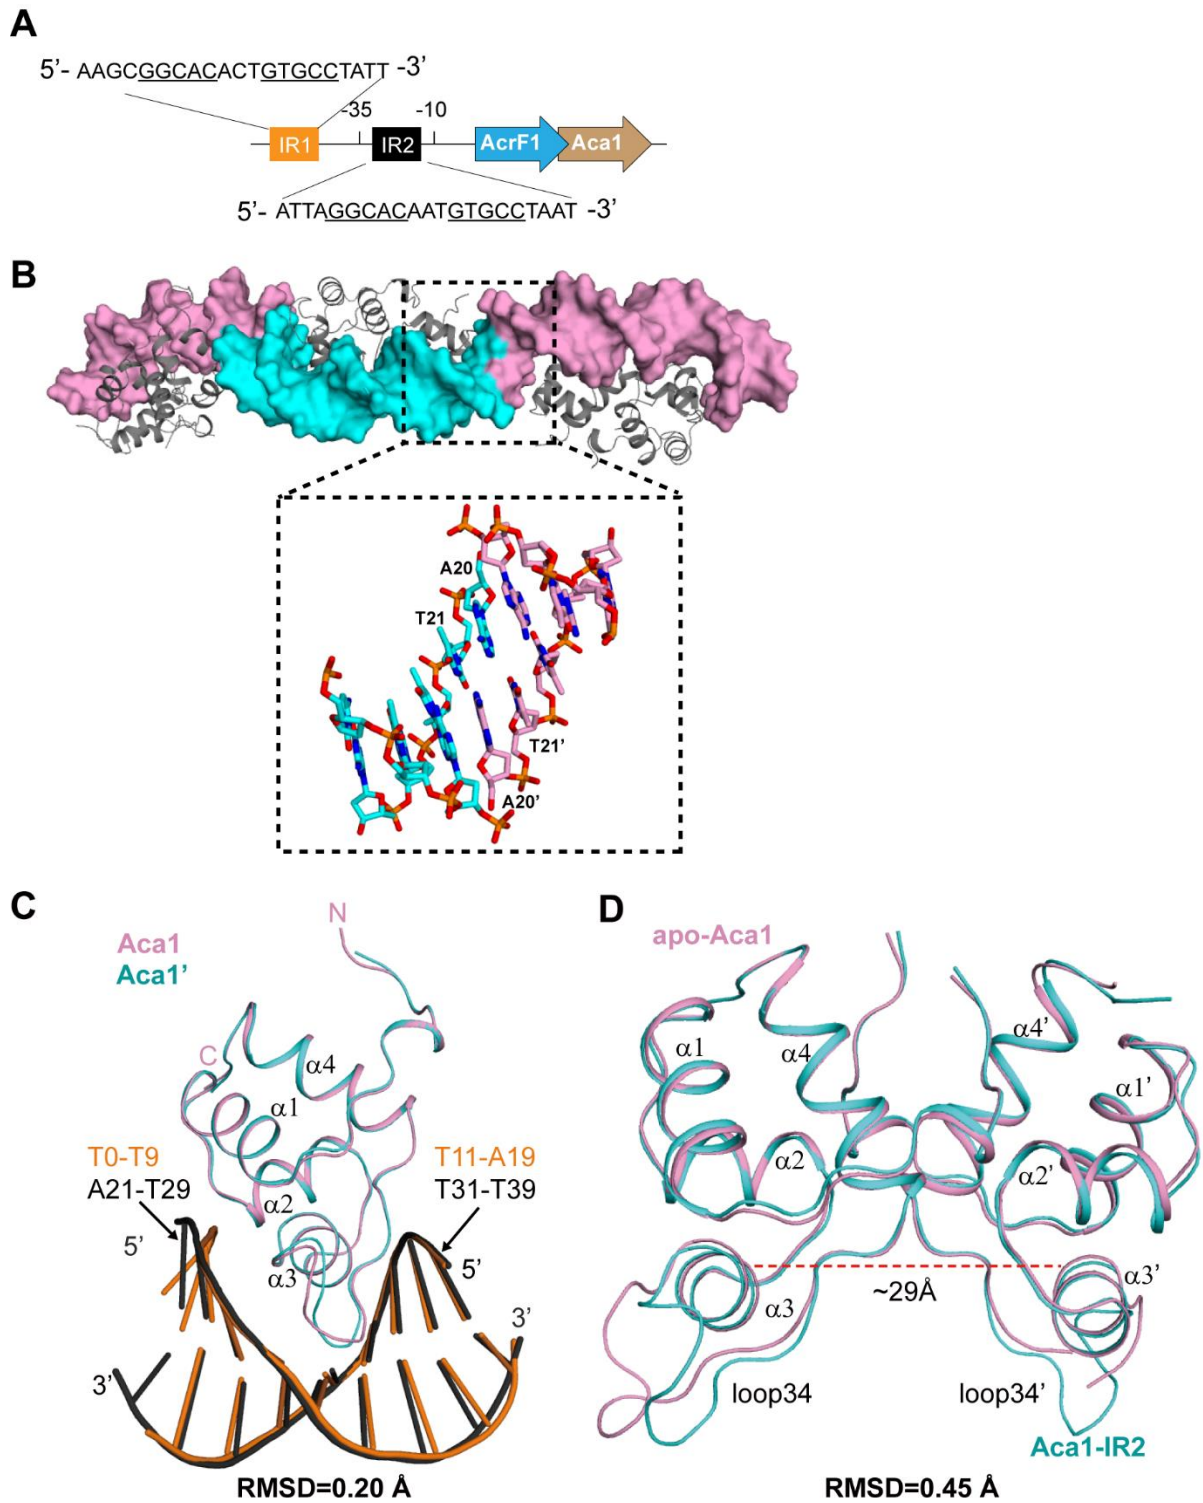 A
5’- AAGCGGCACACTGTGCCTATT -3’
-35
-10
IR1
IR2
AcrF1
Aca1
5’- ATTAGGCACAATGTGCCTAAT -3’
B
A20
T21
T21’
A20’
C
N
Aca1
Aca1’
C
α4
α1
T0-T9
A21-T29
T11-A19
T31-T39
α2
5’
5’
α3
3’
3’
RMSD=0.20 Å
D
apo-Aca1
α4’
α1
α4
α1’
α2
α2’
α3
α3’
~29Å
loop34
loop34’
Aca1-IR2
RMSD=0.45 Å